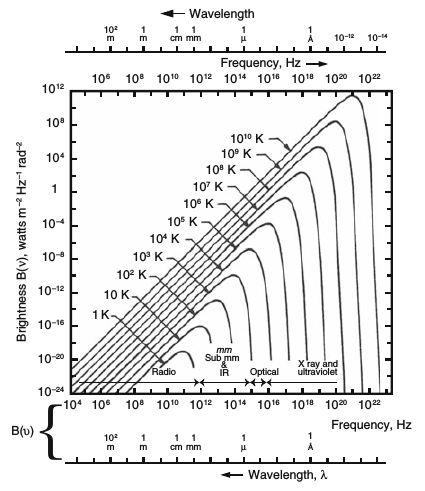 ← Wavelength
10² m 1 m 1 cm 1 mm 1 μ 1 Å 10⁻¹² 10⁻¹⁴
Frequency, Hz →
10⁶ 10⁸ 10¹⁰ 10¹² 10¹⁴ 10¹⁶ 10¹⁸ 10²⁰ 10²²
Brightness B(ν), watts m⁻² Hz⁻¹ rad⁻²
10¹²
10⁸
10⁴
1
10⁻⁴
10⁻⁸
10⁻¹²
10⁻¹⁶
10⁻²⁰
10⁻²⁴
10¹⁰ K
10⁹ K
10⁸ K
10⁷ K
10⁶ K
10⁵ K
10⁴ K
10³ K
10² K
10 K
1 K
Radio
mm
Sub mm
&
IR
Optical
X ray and
ultraviolet
10⁴ 10⁶ 10⁸ 10¹⁰ 10¹² 10¹⁴ 10¹⁶ 10¹⁸ 10²⁰ 10²²
Frequency, Hz
B(υ) {
10² m 1 m 1 cm 1 mm 1 μ 1 Å
← Wavelength, λ